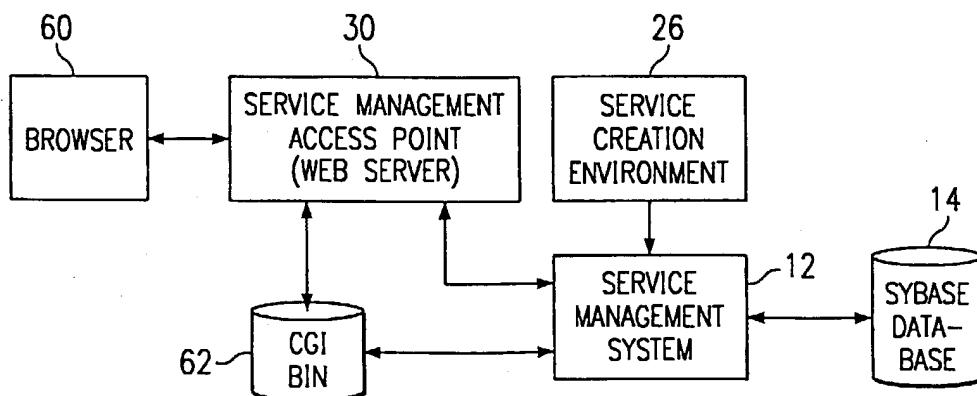 60
30
26
BROWSER
SERVICE MANAGEMENT
ACCESS POINT
(WEB SERVER)
SERVICE
CREATION
ENVIRONMENT
14
12
SERVICE
MANAGEMENT
SYSTEM
SYBASE
DATA-
BASE
62
CGI
BIN